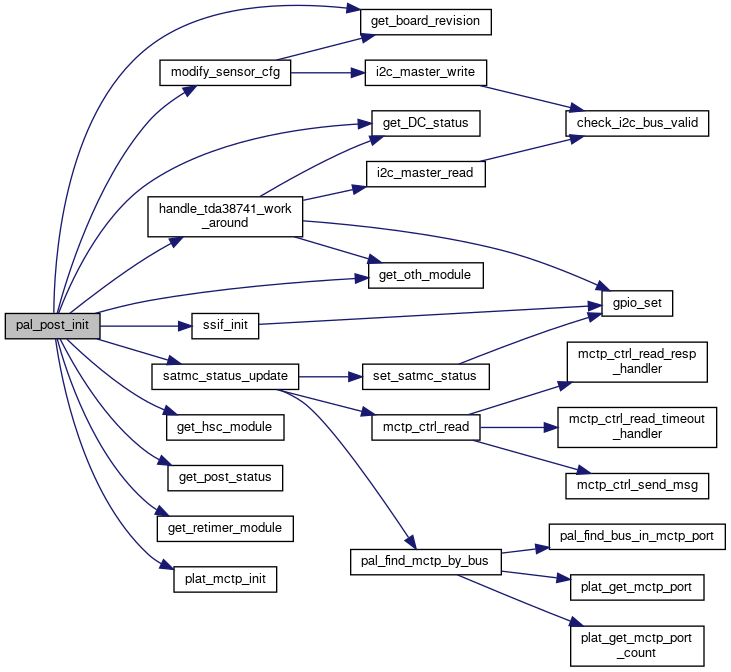 get_board_revision
modify_sensor_cfg
i2c_master_write
get_DC_status
check_i2c_bus_valid
i2c_master_read
handle_tda38741_work
_around
get_oth_module
gpio_set
pal_post_init
ssif_init
mctp_ctrl_read_resp
_handler
satmc_status_update
set_satmc_status
get_hsc_module
mctp_ctrl_read
mctp_ctrl_read_timeout
_handler
get_post_status
mctp_ctrl_send_msg
get_retimer_module
pal_find_bus_in_mctp_port
pal_find_mctp_by_bus
plat_mctp_init
plat_get_mctp_port
plat_get_mctp_port
_count